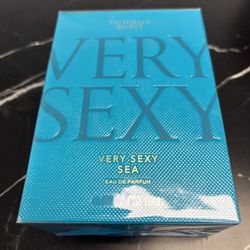 VICTORIA'S
SECRET
VERY
SEXY
VERY SEXY
SEA
EAU DE PARFUM